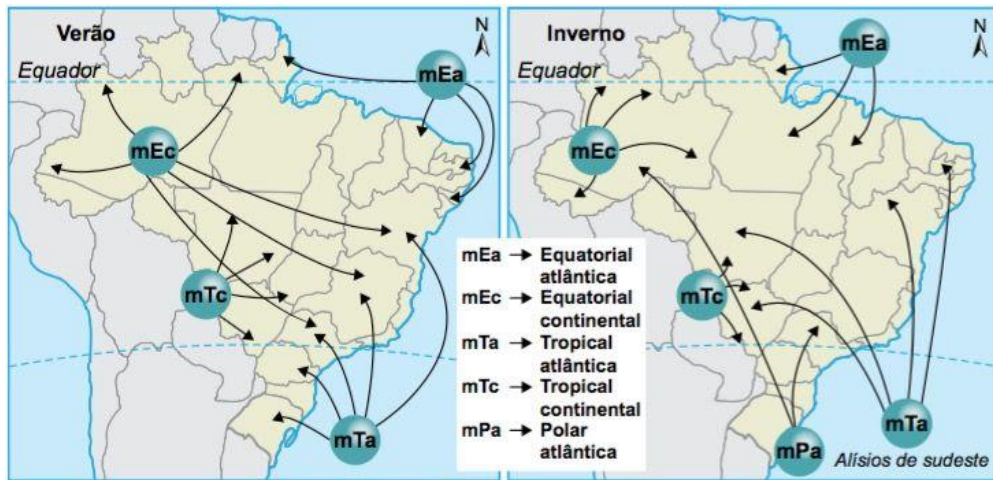 Verão
N
Equador
mEa
mEc
mTc
mTa
Inverno
N
Equador
mEa
mEc
mTc
mTa
mPa
Alísios de sudeste
mEa → Equatorial
atlântica
mEc → Equatorial
continental
mTa → Tropical
atlântica
mTc → Tropical
continental
mPa → Polar
atlântica